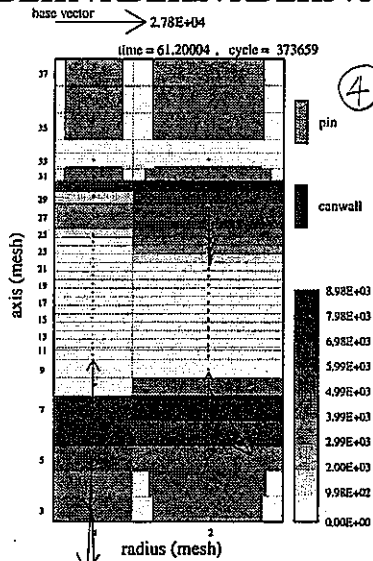 base vector
2.78E+04
time = 61.20004 , cycle = 373659
4
pin
canwall
axis (mesh)
37
35
33
31
29
27
25
23
21
19
17
15
13
11
9
7
5
3
8.98E+03
7.98E+03
6.98E+03
5.99E+03
4.99E+03
3.99E+03
2.99E+03
2.00E+03
9.98E+02
0.00E+00
2
radius (mesh)